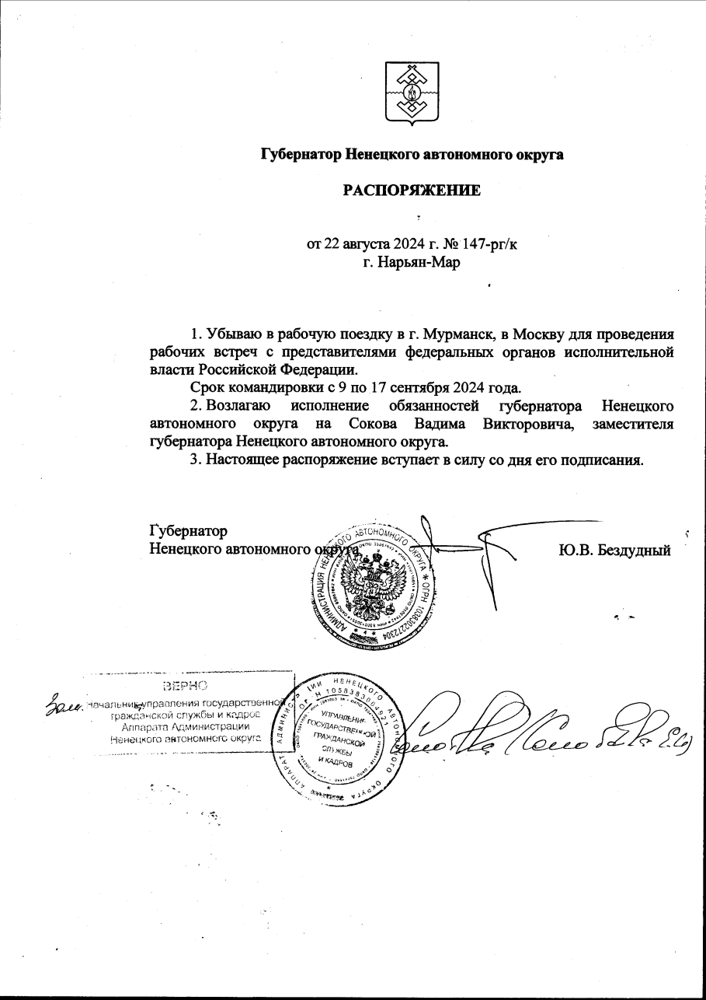 Губернатор Ненецкого автономного округа
РАСПОРЯЖЕНИЕ
от 22 августа 2024 г. № 147-рг/к
г. Нарьян-Мар
1. Убываю в рабочую поездку в г. Мурманск, в Москву для проведения
рабочих встреч с представителями федеральных органов исполнительной
власти Российской Федерации.
Срок командировки с 9 по 17 сентября 2024 года.
2. Возлагаю исполнение обязанностей губернатора Ненецкого
автономного округа на Сокова Вадима Викторовича, заместителя
губернатора Ненецкого автономного округа.
3. Настоящее распоряжение вступает в силу со дня его подписания.
Губернатор
Ненецкого автономного округа
Ю.В. Бездудный
АДМИНИСТРАЦИЯ НЕНЕЦКОГО АВТОНОМНОГО ОКРУГА * ОГРН
ВЕРНО
Зам. Начальник управления государственной
гражданской службы и кадров
Аппарата Администрации
Ненецкого автономного округа
АППАРАТ АДМИНИСТРАЦИИ НЕНЕЦКОГО АВТОНОМНОГО ОКРУГА
ОГРН 1058383004921
УПРАВЛЕНИЕ
ГОСУДАРСТВЕННОЙ
ГРАЖДАНСКОЙ
СЛУЖБЫ
И КАДРОВ